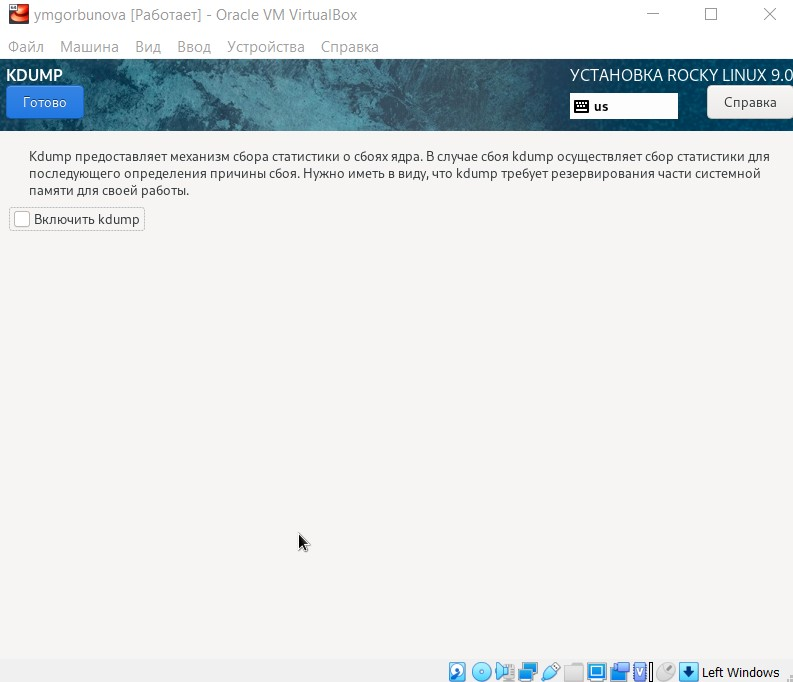 ymgorbunova [Работает] - Oracle VM VirtualBox
Файл Машина Вид Ввод Устройства Справка
KDUMP
УСТАНОВКА ROCKY LINUX 9.0
Готово
us
Справка
Kdump предоставляет механизм сбора статистики о сбоях ядра. В случае сбоя kdump осуществляет сбор статистики для
последующего определения причины сбоя. Нужно иметь в виду, что kdump требует резервирования части системной
памяти для своей работы.
Включить kdump
Left Windows